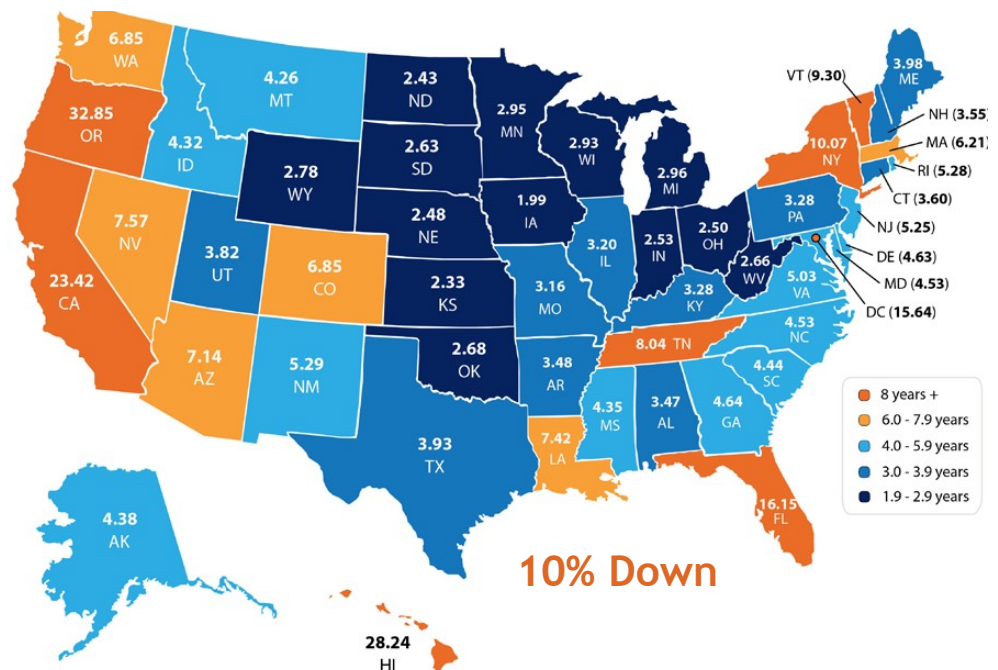 6.85
WA
32.85
OR
23.42
CA
7.57
NV
4.32
ID
4.26
MT
2.78
WY
3.82
UT
6.85
CO
7.14
AZ
5.29
NM
2.43
ND
2.63
SD
2.48
NE
2.33
KS
2.68
OK
3.93
TX
2.95
MN
1.99
IA
3.16
MO
3.48
AR
7.42
LA
2.93
WI
3.20
IL
2.96
MI
2.53
IN
2.50
OH
3.28
KY
8.04 TN
4.35
MS
3.47
AL
4.64
GA
16.15
FL
4.44
SC
4.53
NC
5.03
VA
2.66
WV
3.28
PA
10.07
NY
VT (9.30)
3.98
ME
NH (3.55)
MA (6.21)
RI (5.28)
CT (3.60)
NJ (5.25)
DE (4.63)
MD (4.53)
DC (15.64)
8 years +
6.0 - 7.9 years
4.0 - 5.9 years
3.0 - 3.9 years
1.9 - 2.9 years
4.38
AK
28.24
HI
10% Down